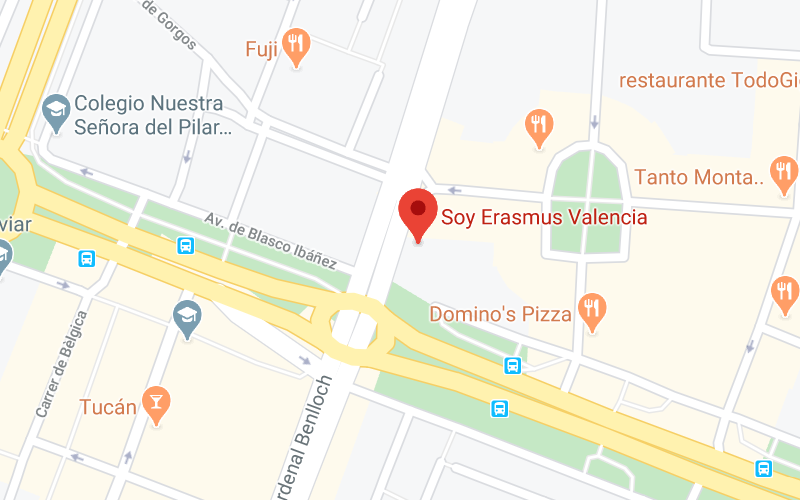 de Gorgos
Fuji
restaurante TodoGi
Colegio Nuestra
Señora del Pilar...
Tanto Monta..
Soy Erasmus Valencia
Av. de Blasco Ibáñez
viar
Domino's Pizza
Carrer de Bèlgica
Tucán
rdenal Benlloch